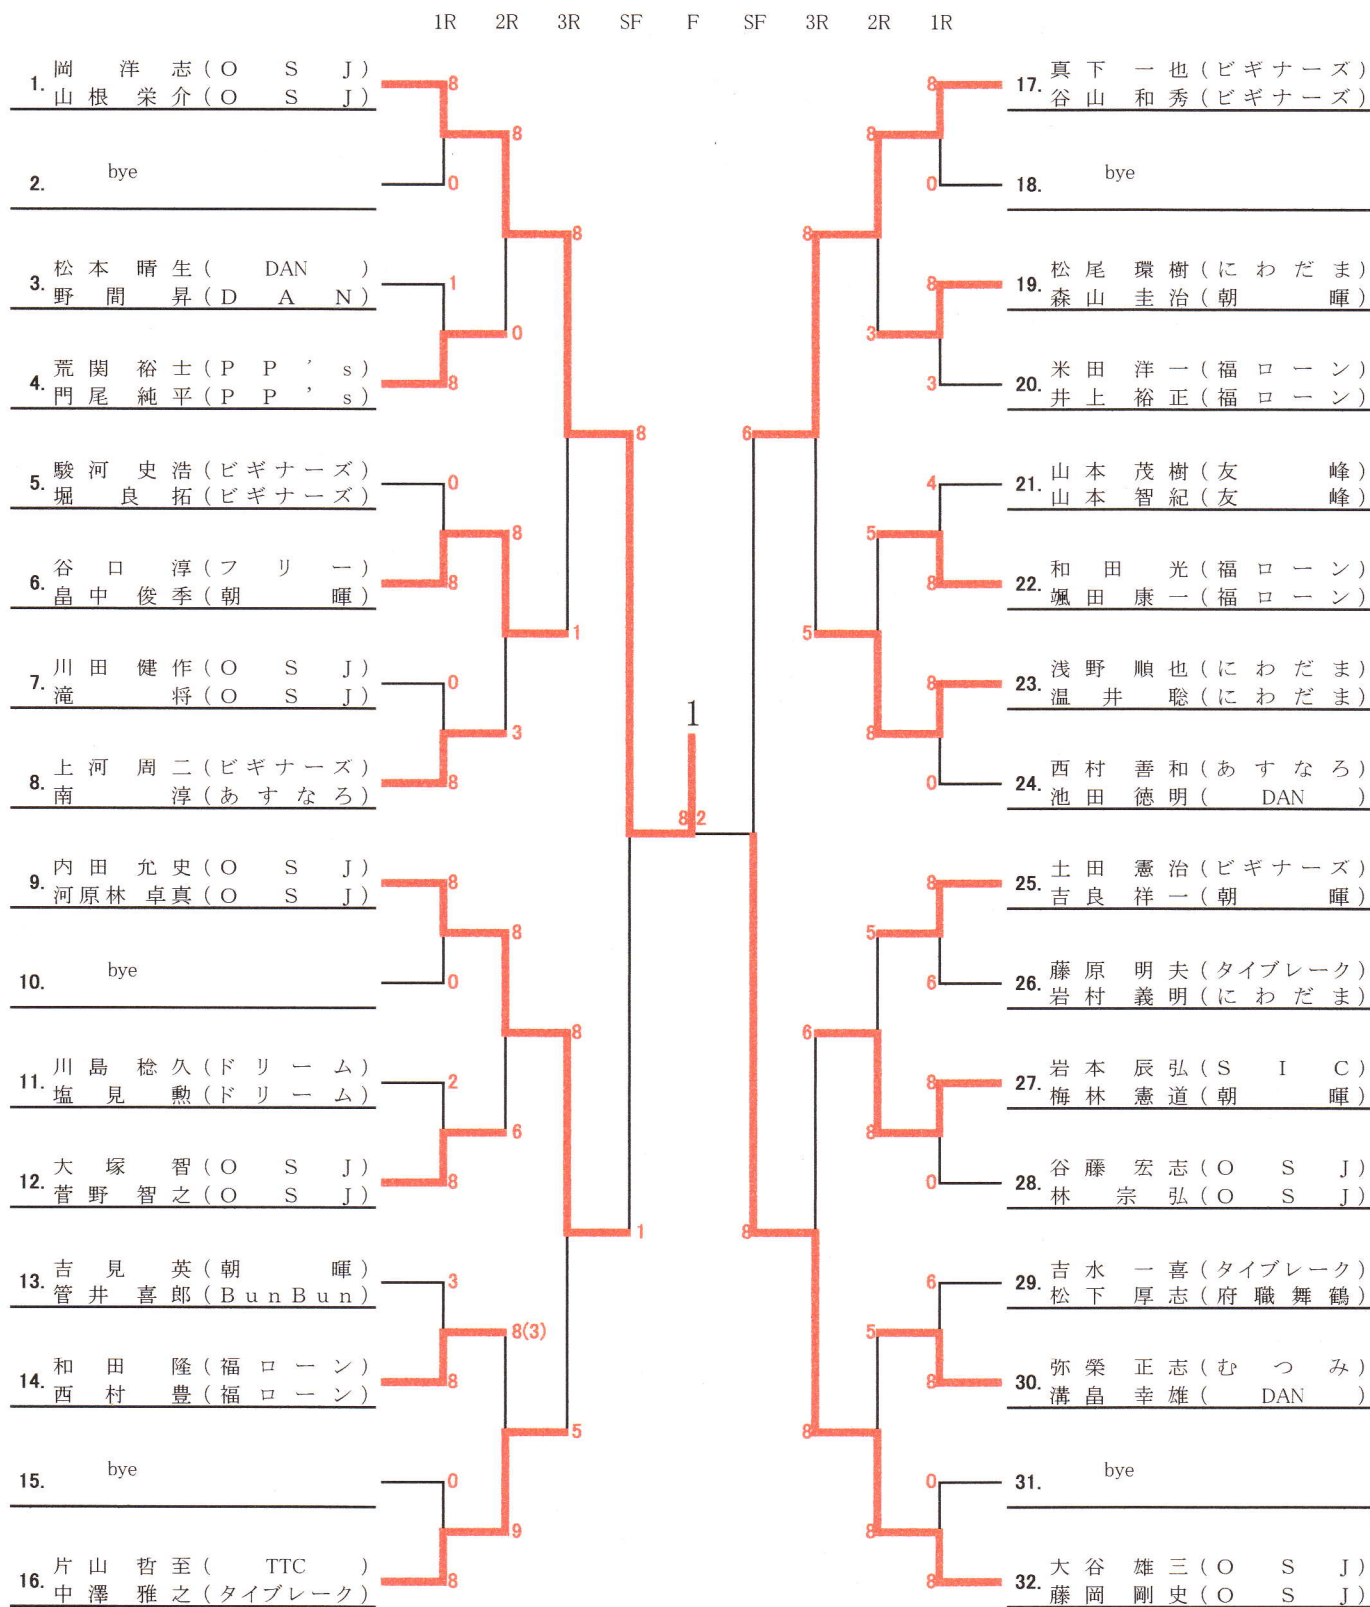 1R 2R 3R SF F SF 3R 2R 1R
1. 岡 洋 志 (O S J)
山 根 栄 介 (O S J)
8
8
2. bye
0
8
3. 松 本 晴 生 ( DAN )
野 間 昇 (D A N)
1
0
4. 荒 関 裕 士 (P P ' s)
門 尾 純 平 (P P ' s)
8
8
5. 駿 河 史 浩 (ビギナーズ)
堀 良 拓 (ビギナーズ)
0
8
6. 谷 口 淳 (フ リ ー)
畠 中 俊 季 (朝 暉)
8
1
7. 川 田 健 作 (O S J)
滝 将 (O S J)
0
3
8. 上 河 周 二 (ビギナーズ)
南 淳 (あ す な ろ)
8
9. 内 田 允 史 (O S J)
河原林 卓真 (O S J)
8
8
10. bye
0
8
11. 川 島 稔 久 (ド リ ー ム)
塩 見 勲 (ド リ ー ム)
2
6
12. 大 塚 智 (O S J)
菅 野 智 之 (O S J)
8
1
13. 吉 見 英 (朝 暉)
管 井 喜 郎 (BunBun)
3
8(3)
14. 和 田 隆 (福 ロ ー ン)
西 村 豊 (福 ロ ー ン)
8
5
15. bye
0
9
16. 片 山 哲 至 ( TTC )
中 澤 雅 之 (タイブレーク)
8
1
8 2
17. 真 下 一 也 (ビギナーズ)
谷 山 和 秀 (ビギナーズ)
8
8
18. bye
0
8
19. 松 尾 環 樹 (に わ だ ま)
森 山 圭 治 (朝 暉)
8
3
20. 米 田 洋 一 (福 ロ ー ン)
井 上 裕 正 (福 ロ ー ン)
3
6
21. 山 本 茂 樹 (友 峰)
山 本 智 紀 (友 峰)
4
5
22. 和 田 光 (福 ロ ー ン)
颯 田 康 一 (福 ロ ー ン)
8
5
23. 浅 野 順 也 (に わ だ ま)
温 井 聡 (に わ だ ま)
8
8
24. 西 村 善 和 (あ す な ろ)
池 田 徳 明 ( DAN )
0
25. 土 田 憲 治 (ビギナーズ)
吉 良 祥 一 (朝 暉)
8
5
26. 藤 原 明 夫 (タイブレーク)
岩 村 義 明 (に わ だ ま)
6
6
27. 岩 本 辰 弘 (S I C)
梅 林 憲 道 (朝 暉)
8
8
28. 谷 藤 宏 志 (O S J)
林 宗 弘 (O S J)
0
8
29. 吉 水 一 喜 (タイブレーク)
松 下 厚 志 (府 職 舞 鶴)
6
5
30. 弥 榮 正 志 (む つ み)
溝 畠 幸 雄 ( DAN )
8
8
31. bye
0
8
32. 大 谷 雄 三 (O S J)
藤 岡 剛 史 (O S J)
8